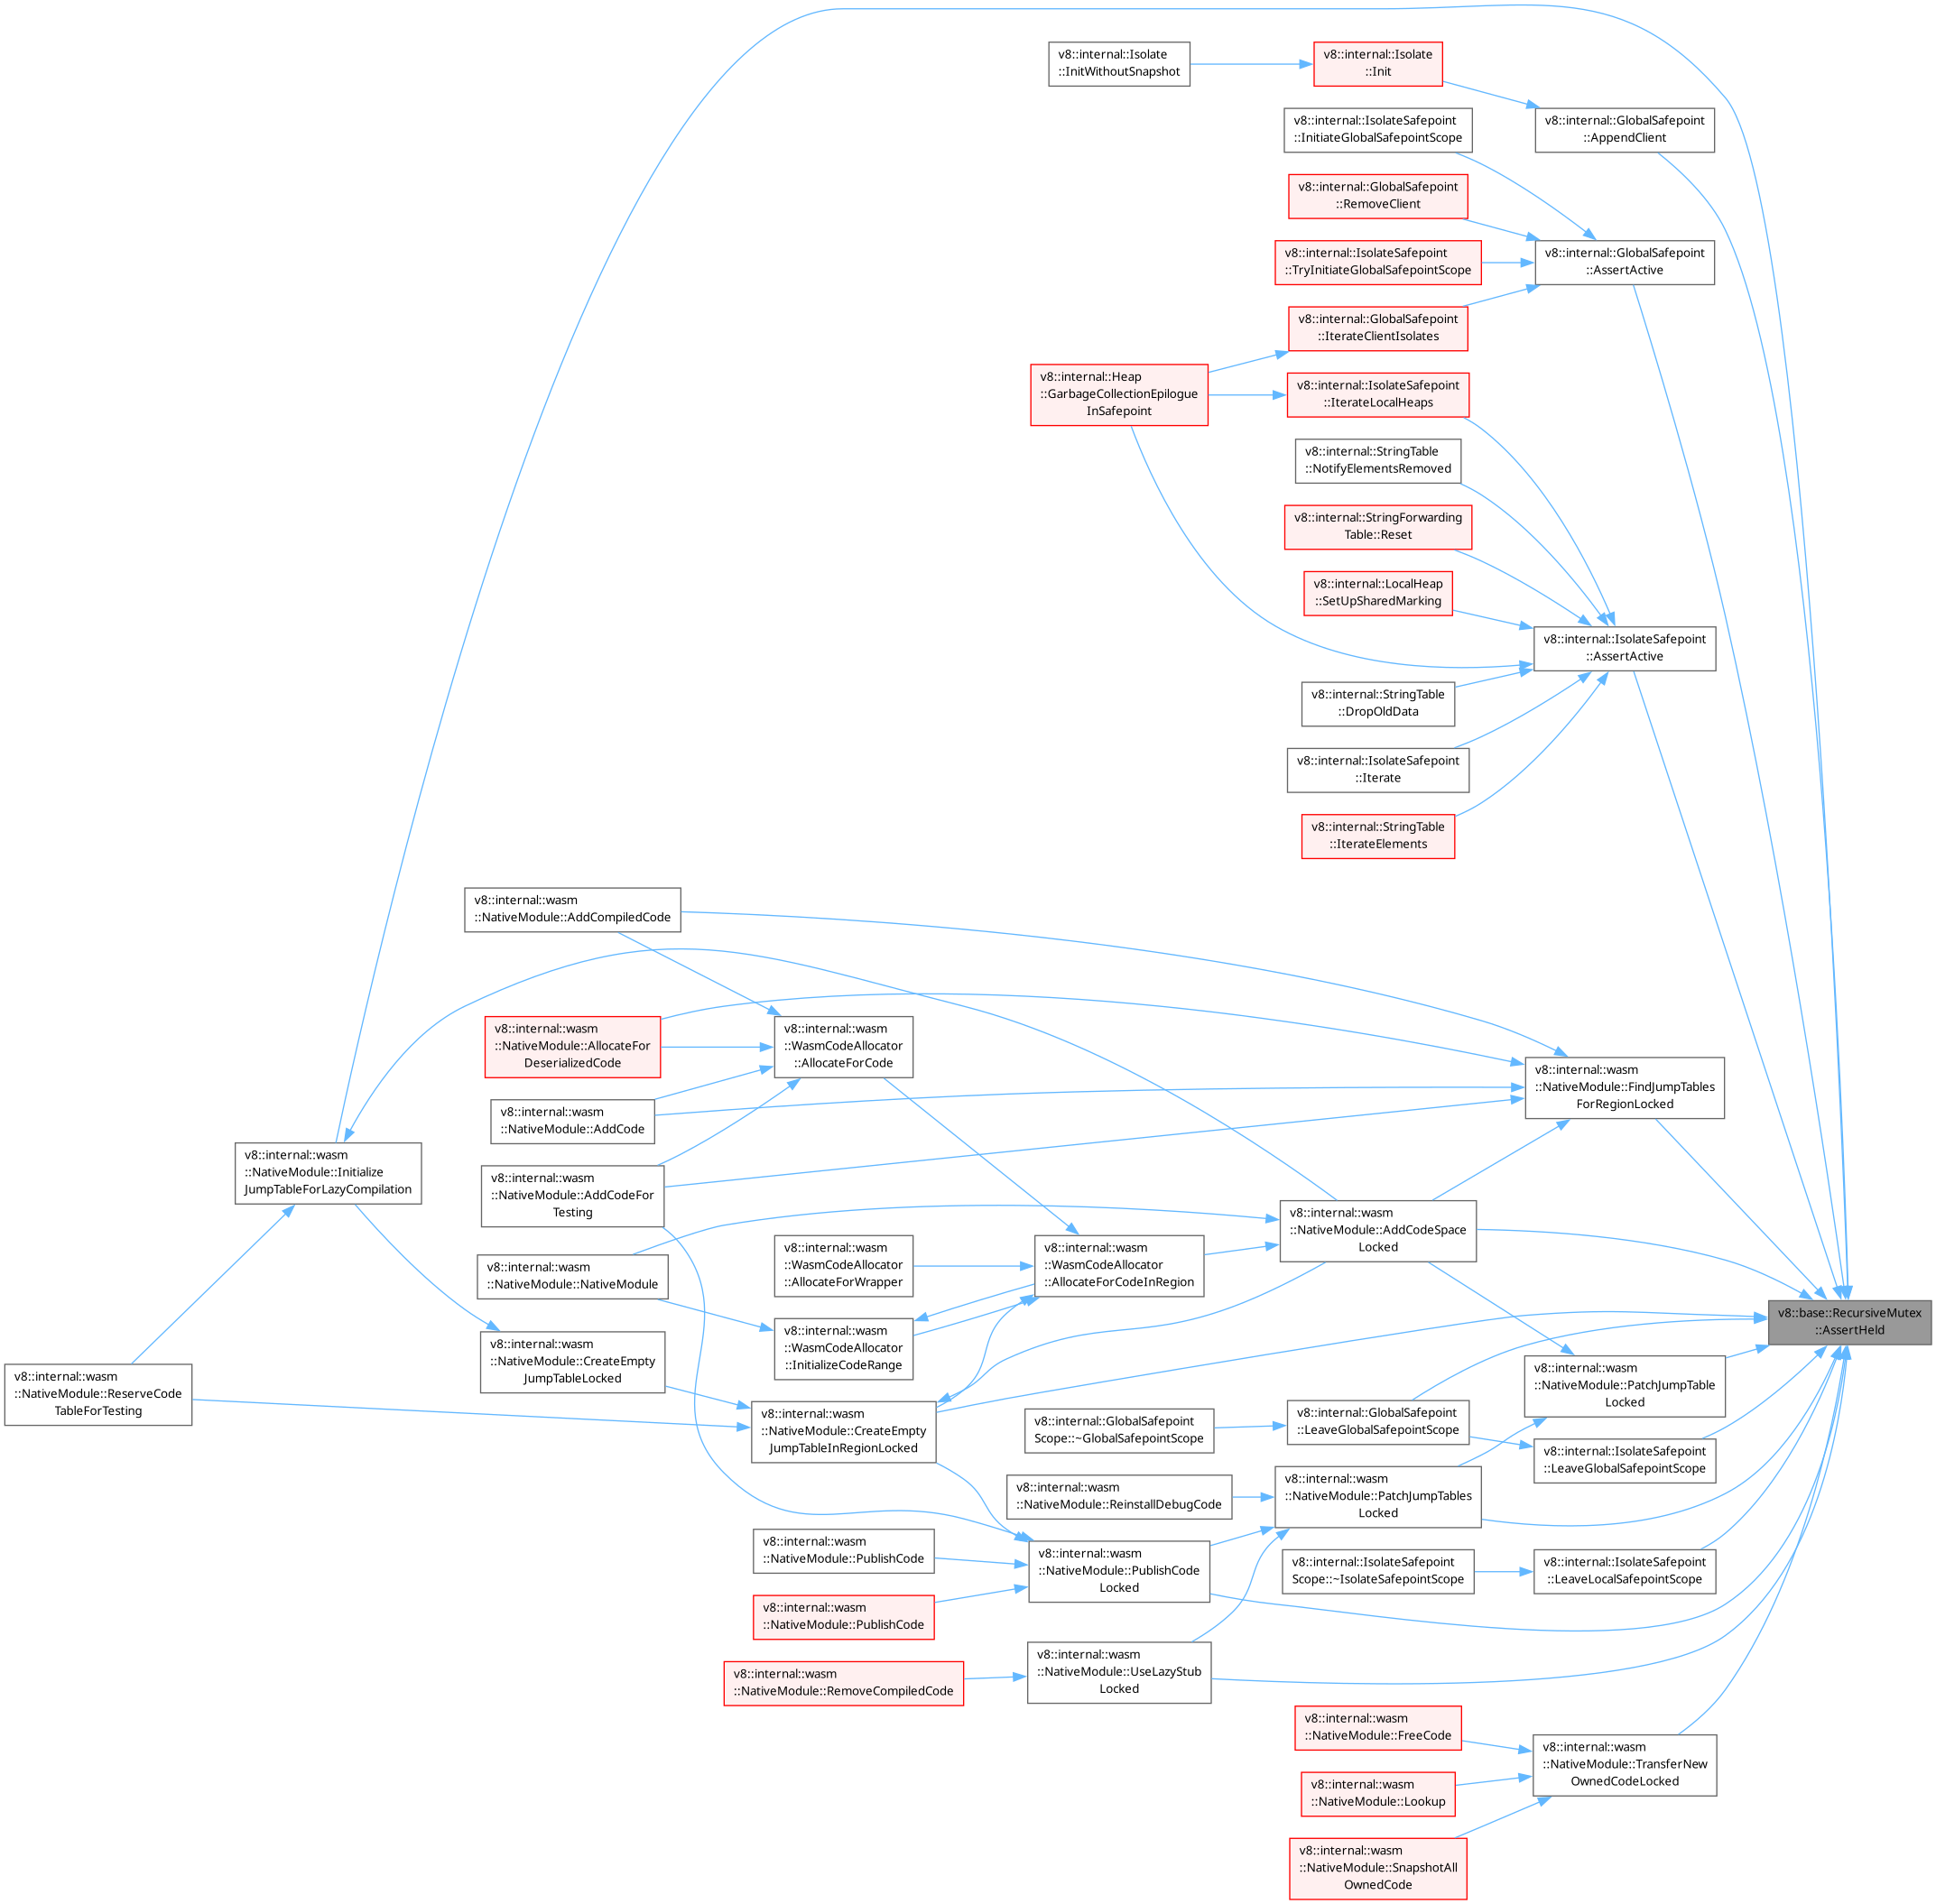 v8::internal::Isolate
::InitWithoutSnapshot
v8::internal::Isolate
::Init
v8::internal::GlobalSafepoint
::AppendClient
v8::internal::IsolateSafepoint
::InitiateGlobalSafepointScope
v8::internal::GlobalSafepoint
::RemoveClient
v8::internal::IsolateSafepoint
::TryInitiateGlobalSafepointScope
v8::internal::GlobalSafepoint
::AssertActive
v8::internal::GlobalSafepoint
::IterateClientIsolates
v8::internal::Heap
::GarbageCollectionEpilogue
InSafepoint
v8::internal::IsolateSafepoint
::IterateLocalHeaps
v8::internal::StringTable
::NotifyElementsRemoved
v8::internal::StringForwarding
Table::Reset
v8::internal::LocalHeap
::SetUpSharedMarking
v8::internal::IsolateSafepoint
::AssertActive
v8::internal::StringTable
::DropOldData
v8::internal::IsolateSafepoint
::Iterate
v8::internal::StringTable
::IterateElements
v8::internal::wasm
::NativeModule::AddCompiledCode
v8::internal::wasm
::NativeModule::AllocateFor
DeserializedCode
v8::internal::wasm
::WasmCodeAllocator
::AllocateForCode
v8::internal::wasm
::NativeModule::FindJumpTables
ForRegionLocked
v8::internal::wasm
::NativeModule::AddCode
v8::internal::wasm
::NativeModule::Initialize
JumpTableForLazyCompilation
v8::internal::wasm
::NativeModule::AddCodeFor
Testing
v8::internal::wasm
::NativeModule::AddCodeSpace
Locked
v8::internal::wasm
::NativeModule::NativeModule
v8::internal::wasm
::WasmCodeAllocator
::AllocateForWrapper
v8::internal::wasm
::WasmCodeAllocator
::AllocateForCodeInRegion
v8::base::RecursiveMutex
::AssertHeld
v8::internal::wasm
::WasmCodeAllocator
::InitializeCodeRange
v8::internal::wasm
::NativeModule::CreateEmpty
JumpTableLocked
v8::internal::wasm
::NativeModule::ReserveCode
TableForTesting
v8::internal::wasm
::NativeModule::PatchJumpTable
Locked
v8::internal::wasm
::NativeModule::CreateEmpty
JumpTableInRegionLocked
v8::internal::GlobalSafepoint
Scope::~GlobalSafepointScope
v8::internal::GlobalSafepoint
::LeaveGlobalSafepointScope
v8::internal::IsolateSafepoint
::LeaveGlobalSafepointScope
v8::internal::wasm
::NativeModule::ReinstallDebugCode
v8::internal::wasm
::NativeModule::PatchJumpTables
Locked
v8::internal::wasm
::NativeModule::PublishCode
v8::internal::wasm
::NativeModule::PublishCode
Locked
v8::internal::IsolateSafepoint
Scope::~IsolateSafepointScope
v8::internal::IsolateSafepoint
::LeaveLocalSafepointScope
v8::internal::wasm
::NativeModule::PublishCode
v8::internal::wasm
::NativeModule::RemoveCompiledCode
v8::internal::wasm
::NativeModule::UseLazyStub
Locked
v8::internal::wasm
::NativeModule::FreeCode
v8::internal::wasm
::NativeModule::Lookup
v8::internal::wasm
::NativeModule::TransferNew
OwnedCodeLocked
v8::internal::wasm
::NativeModule::SnapshotAll
OwnedCode